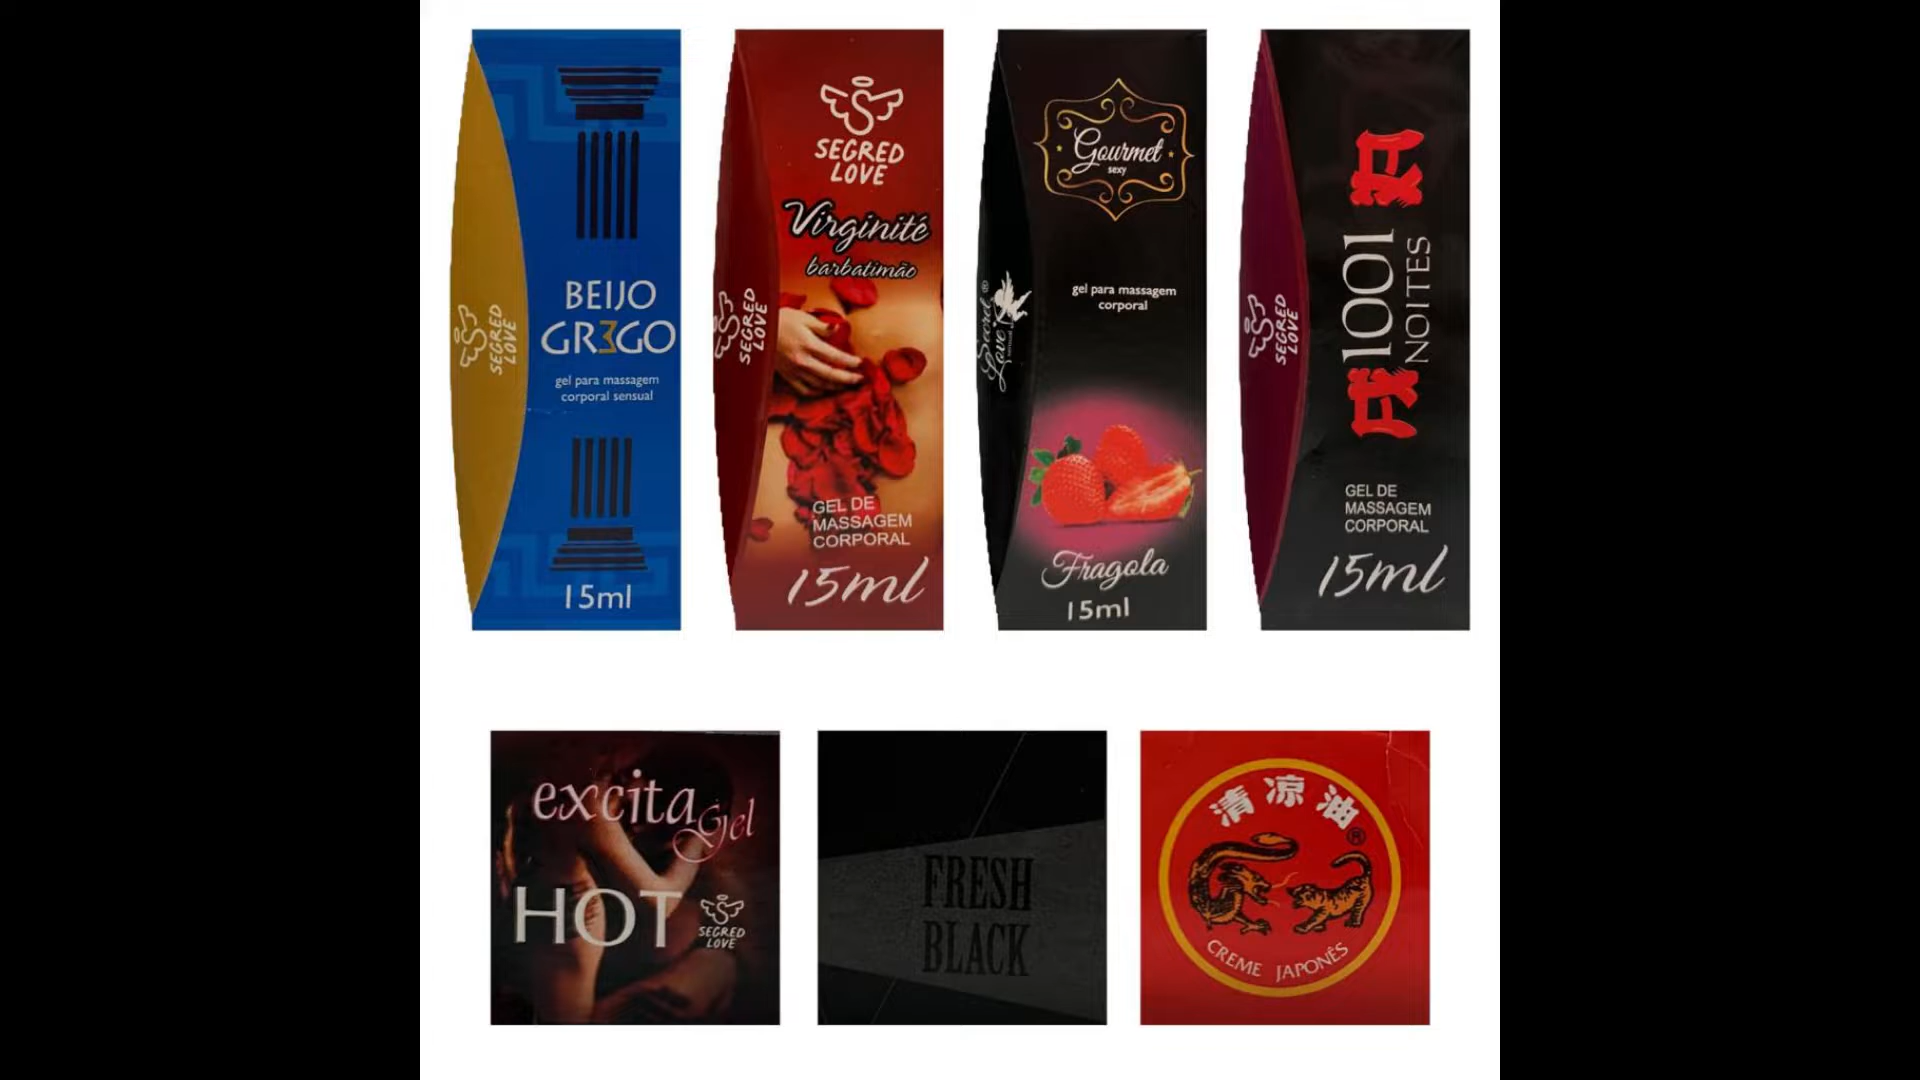 SEGRED
LOVE
BEIJO
GR3GO
gel para massagem
corporal sensual
15ml
SEGRED
LOVE
SEGRED
LOVE
Virginité
barbatimão
GEL DE
MASSAGEM
CORPORAL
15ml
Secret
Love
Gourmet
sexy
gel para massagem
corporal
Fragola
15ml
SEGRED
LOVE
1001
NOITES
GEL DE
MASSAGEM
CORPORAL
15ml
excita
Gel
HOT
SEGRED
LOVE
FRESH
BLACK
清凉油
®
CREME JAPONÊS